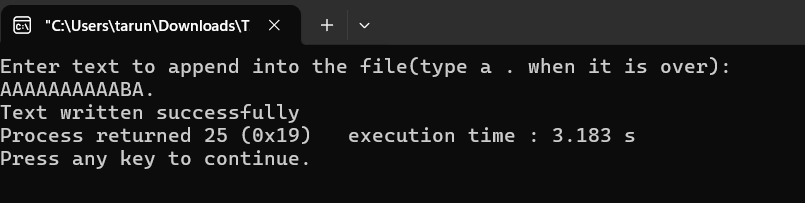 "C:\Users\tarun\Downloads\T
Enter text to append into the file(type a . when it is over):
AAAAAAAAAABA.
Text written successfully
Process returned 25 (0x19)   execution time : 3.183 s
Press any key to continue.